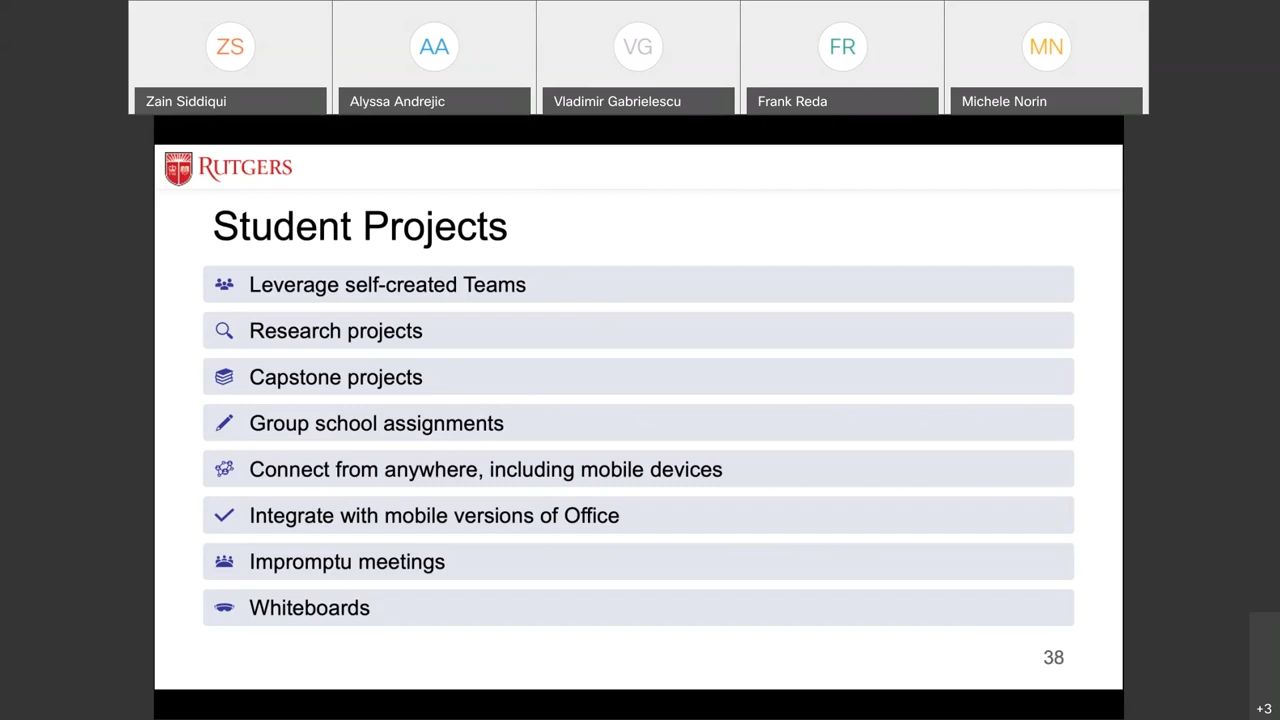 ZS
AA
VG
FR
MN
Zain Siddiqui
Alyssa Andrejic
Vladimir Gabrielescu
Frank Reda
Michele Norin
RUTGERS
Student Projects
Leverage self-created Teams
Research projects
Capstone projects
Group school assignments
Connect from anywhere, including mobile devices
Integrate with mobile versions of Office
Impromptu meetings
Whiteboards
38
+3